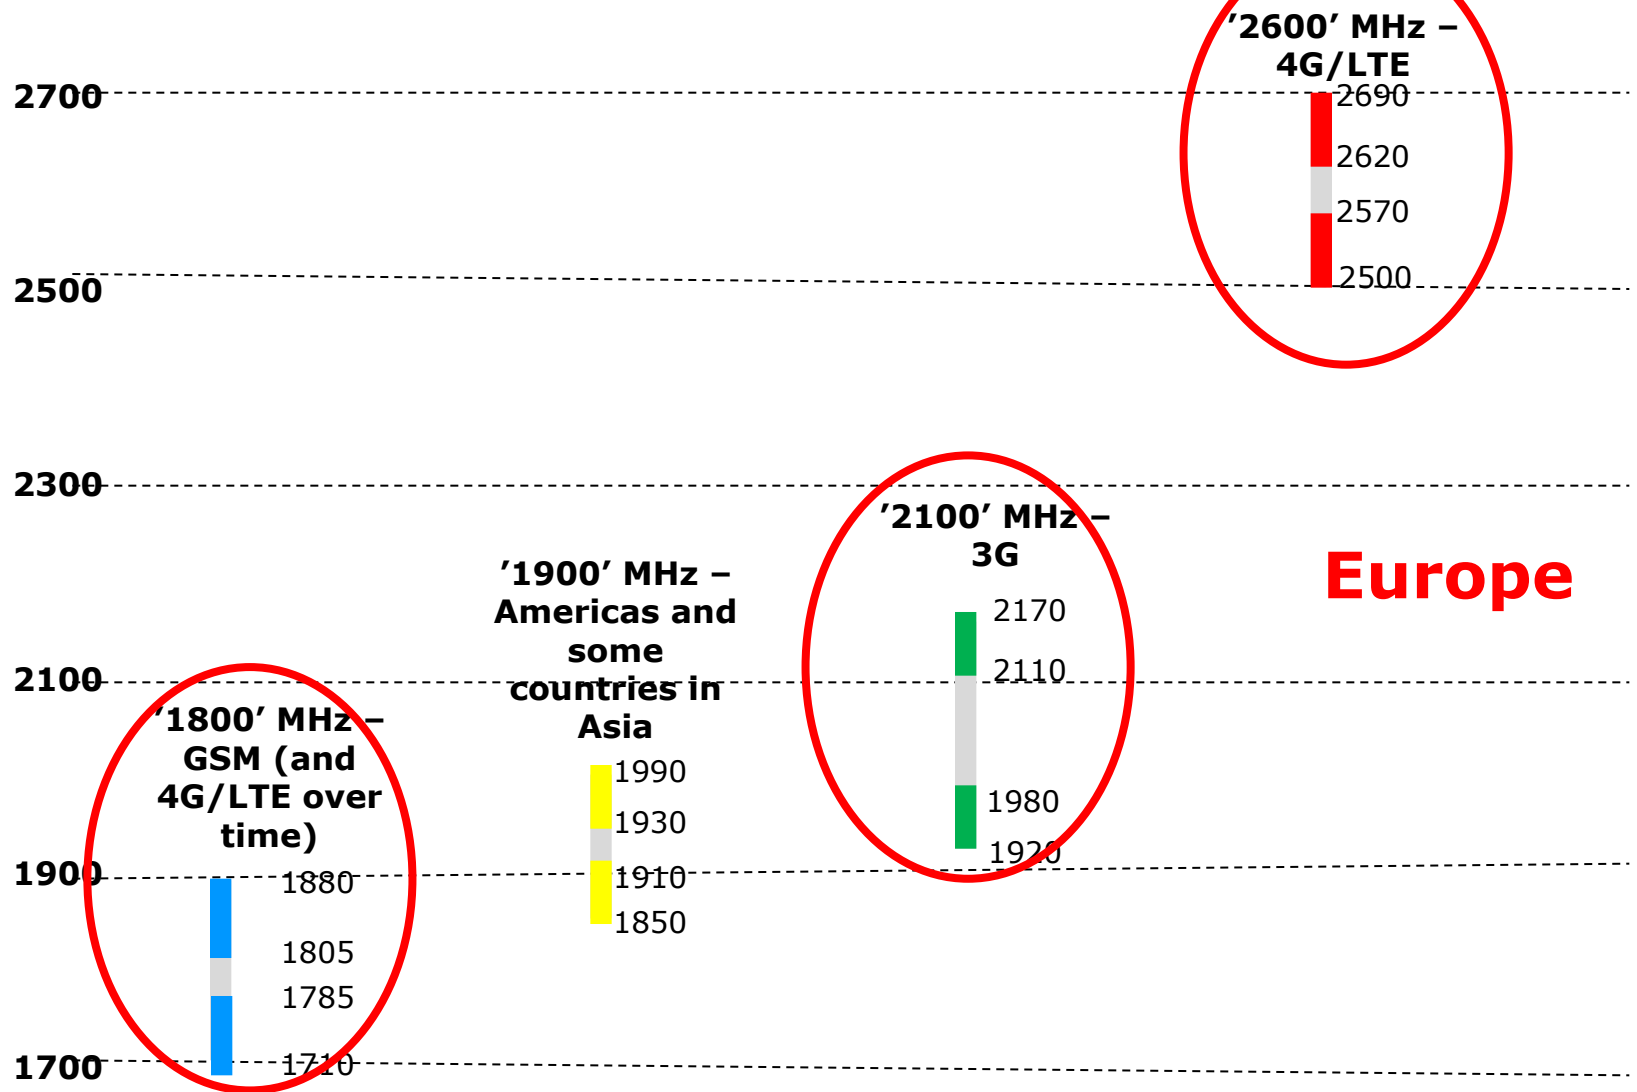 ’2600’ MHz –
4G/LTE
2700
2690
2620
2570
2500
2500
2300
’2100’ MHz –
3G
Europe
’1900’ MHz –
Americas and
some
countries in
Asia
2170
2110
2100
’1800’ MHz –
GSM (and
4G/LTE over
time)
1990
1930
1910
1850
1980
1920
1900
1880
1805
1785
1710
1700